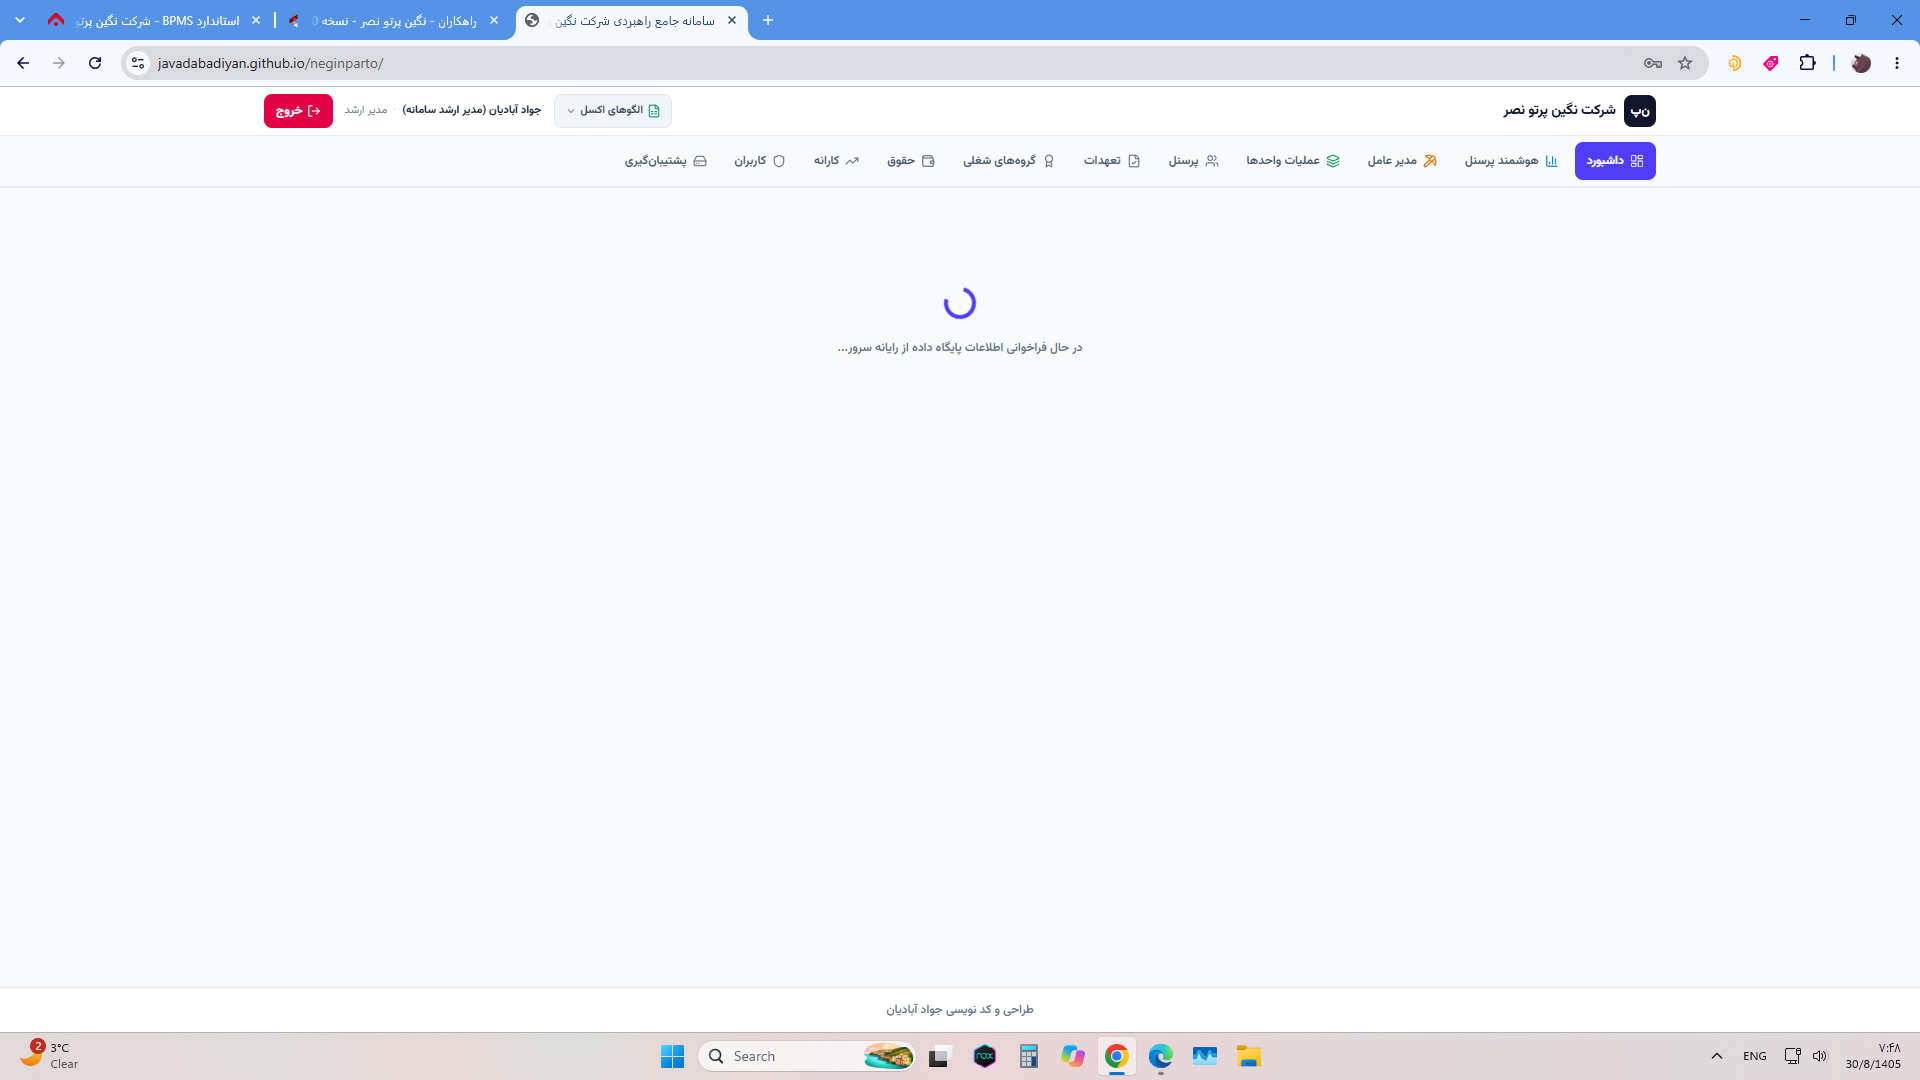 استاندارد BPMS - شرکت نگین پرتو
راهکاران - نگین پرتو نصر - نسخه 0
سامانه جامع راهبردی شرکت نگین
javadabadiyan.github.io/neginparto/
شرکت نگین پرتو نصر
ن‌پ
الگوهای اکسل
جواد آبادیان (مدیر ارشد سامانه)
مدیر ارشد
خروج
داشبورد
هوشمند پرسنل
مدیر عامل
عملیات واحدها
پرسنل
تعهدات
گروه‌های شغلی
حقوق
کارانه
کاربران
پشتیبان‌گیری
در حال فراخوانی اطلاعات پایگاه داده از رایانه سرور...
طراحی و کد نویسی جواد آبادیان
2
3°C
Clear
Search
ENG
۷:۴۸
30/8/1405